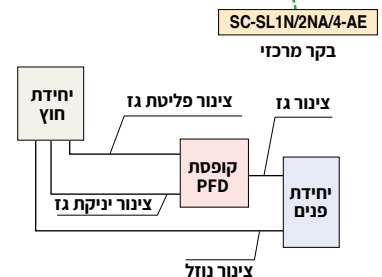 SC-SL1N/2NA/4-AE
בקר מרכזי
יחידת
חוץ
צינור פליטת גז
צינור גז
קופסת
PFD
יחידת
פנים
צינור יניקת גז
צינור נוזל